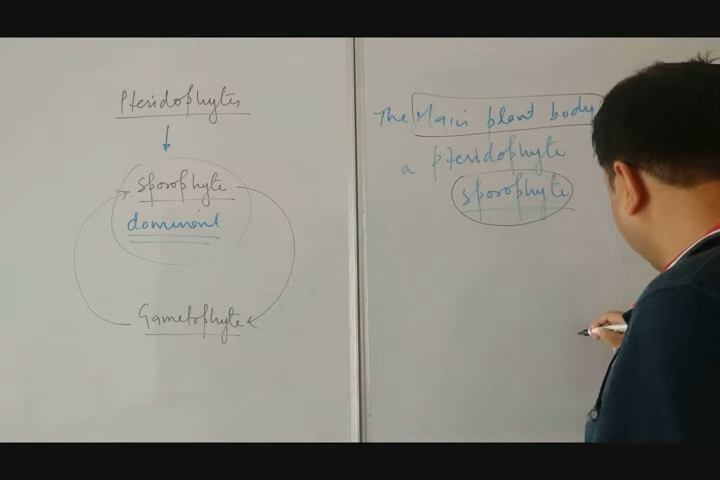 Pteridophytes
sporophyte
dominant
Gametophyte
The Main plant body
a pteridophyte
sporophyte